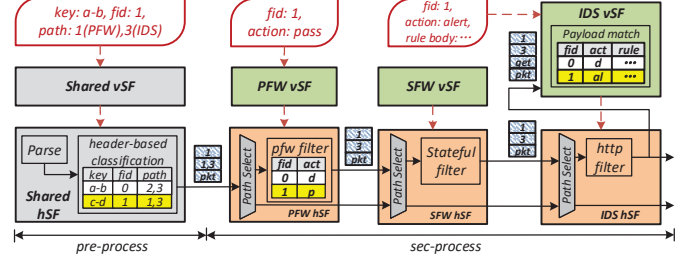 key: a-b, fid: 1,
path: 1(PFW),3(IDS)
fid: 1,
action: pass
fid: 1,
action: alert,
rule body: ···
IDS vSF
Payload match
fid act rule
0 d ···
1 al ···
1
3
get
pkt
Shared vSF
PFW vSF
SFW vSF
Parse
header-based
classification
key fid path
a-b 0 2,3
c-d 1 1,3
Shared
hSF
1
1,3
pkt
Path Select
pfw filter
fid act
0 d
1 p
PFW hSF
1
3
pkt
Path Select
Stateful
filter
SFW hSF
1
3
pkt
Path Select
http
filter
IDS hSF
pre-process
sec-process